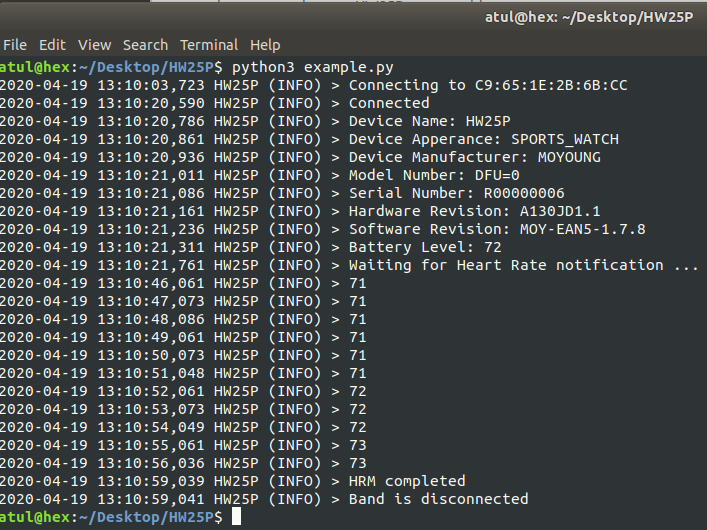 atul@hex: ~/Desktop/HW25P
File Edit View Search Terminal Help
atul@hex:~/Desktop/HW25P$ python3 example.py
2020-04-19 13:10:03,723 HW25P (INFO) > Connecting to C9:65:1E:2B:6B:CC
2020-04-19 13:10:20,590 HW25P (INFO) > Connected
2020-04-19 13:10:20,786 HW25P (INFO) > Device Name: HW25P
2020-04-19 13:10:20,861 HW25P (INFO) > Device Apperance: SPORTS_WATCH
2020-04-19 13:10:20,936 HW25P (INFO) > Device Manufacturer: MOYOUNG
2020-04-19 13:10:21,011 HW25P (INFO) > Model Number: DFU=0
2020-04-19 13:10:21,086 HW25P (INFO) > Serial Number: R00000006
2020-04-19 13:10:21,161 HW25P (INFO) > Hardware Revision: A130JD1.1
2020-04-19 13:10:21,236 HW25P (INFO) > Software Revision: MOY-EAN5-1.7.8
2020-04-19 13:10:21,311 HW25P (INFO) > Battery Level: 72
2020-04-19 13:10:21,761 HW25P (INFO) > Waiting for Heart Rate notification ...
2020-04-19 13:10:46,061 HW25P (INFO) > 71
2020-04-19 13:10:47,073 HW25P (INFO) > 71
2020-04-19 13:10:48,086 HW25P (INFO) > 71
2020-04-19 13:10:49,061 HW25P (INFO) > 71
2020-04-19 13:10:50,073 HW25P (INFO) > 71
2020-04-19 13:10:51,048 HW25P (INFO) > 71
2020-04-19 13:10:52,061 HW25P (INFO) > 72
2020-04-19 13:10:53,073 HW25P (INFO) > 72
2020-04-19 13:10:54,049 HW25P (INFO) > 72
2020-04-19 13:10:55,061 HW25P (INFO) > 73
2020-04-19 13:10:56,036 HW25P (INFO) > 73
2020-04-19 13:10:59,039 HW25P (INFO) > HRM completed
2020-04-19 13:10:59,041 HW25P (INFO) > Band is disconnected
atul@hex:~/Desktop/HW25P$